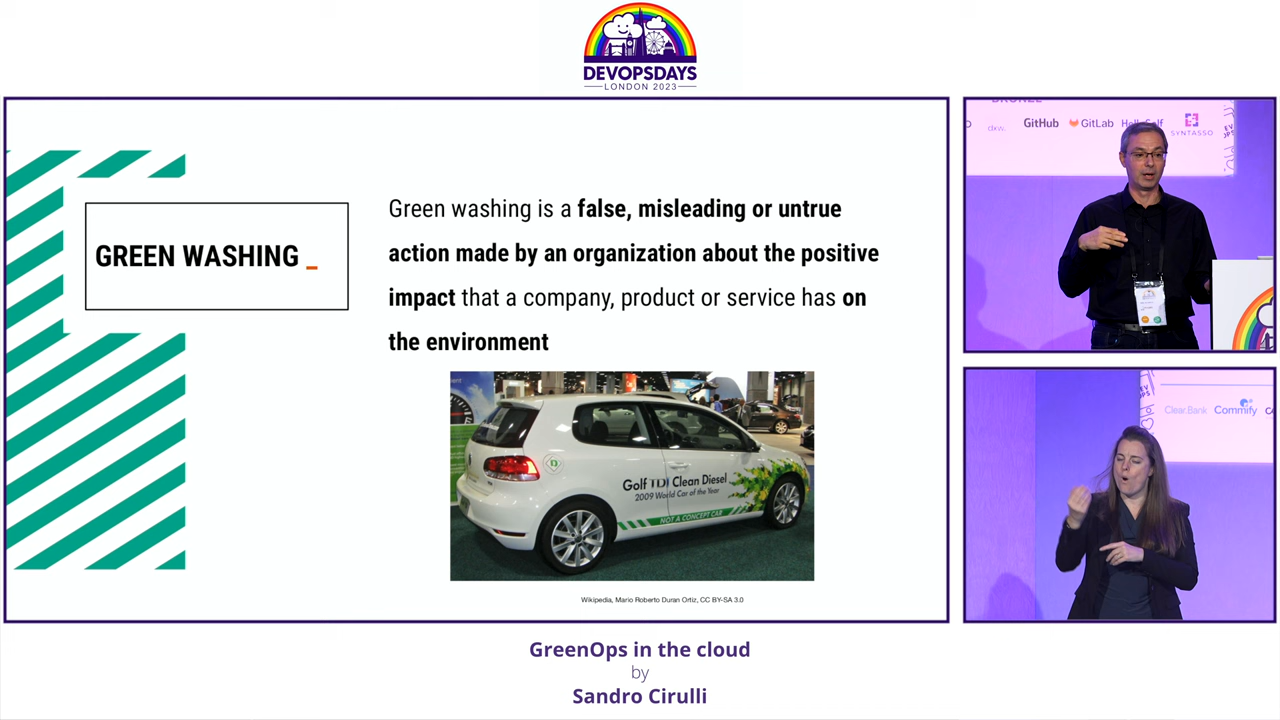 DEVOPSDAYS
LONDON 2023
GREEN WASHING _
Green washing is a false, misleading or untrue
action made by an organization about the positive
impact that a company, product or service has on
the environment
Golf TDI Clean Diesel
2009 World Car of the Year
NOT A CONCEPT CAR
Wikipedia, Mario Roberto Duran Ortiz, CC BY-SA 3.0
dxw.
GitHub
GitLab
SYNTASSO
Clear.Bank
Commify
GreenOps in the cloud
by
Sandro Cirulli